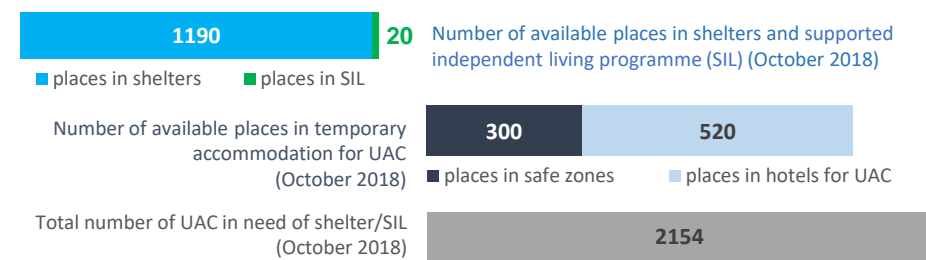 1190
20
Number of available places in shelters and supported
independent living programme (SIL) (October 2018)
places in shelters
places in SIL
Number of available places in temporary
accommodation for UAC
(October 2018)
300
520
places in safe zones
places in hotels for UAC
Total number of UAC in need of shelter/SIL
(October 2018)
2154